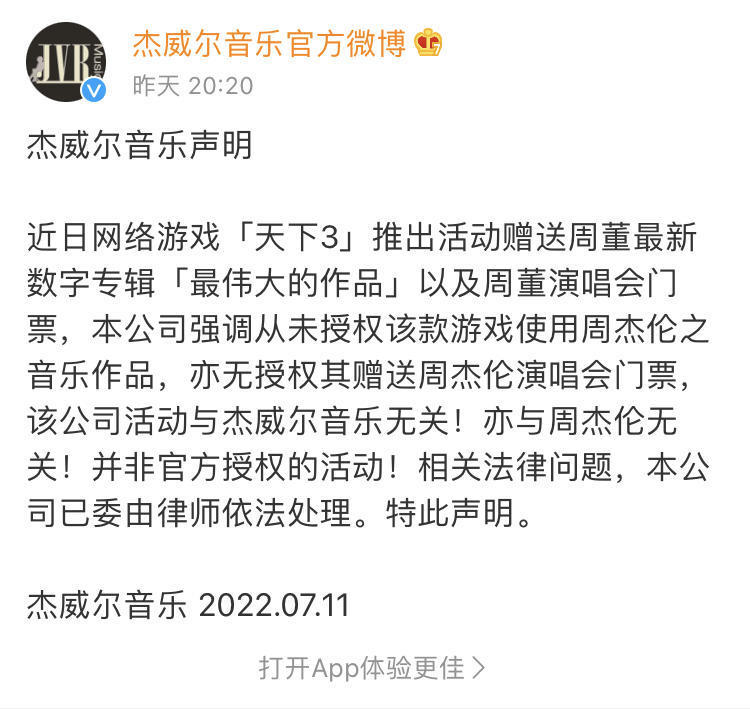 JVR Music
杰威尔音乐官方微博
昨天 20:20
杰威尔音乐声明
近日网络游戏「天下3」推出活动赠送周董最新
数字专辑「最伟大的作品」以及周董演唱会门
票，本公司强调从未授权该款游戏使用周杰伦之
音乐作品，亦无授权其赠送周杰伦演唱会门票，
该公司活动与杰威尔音乐无关！亦与周杰伦无
关！并非官方授权的活动！相关法律问题，本公
司已委由律师依法处理。特此声明。
杰威尔音乐 2022.07.11
打开App体验更佳